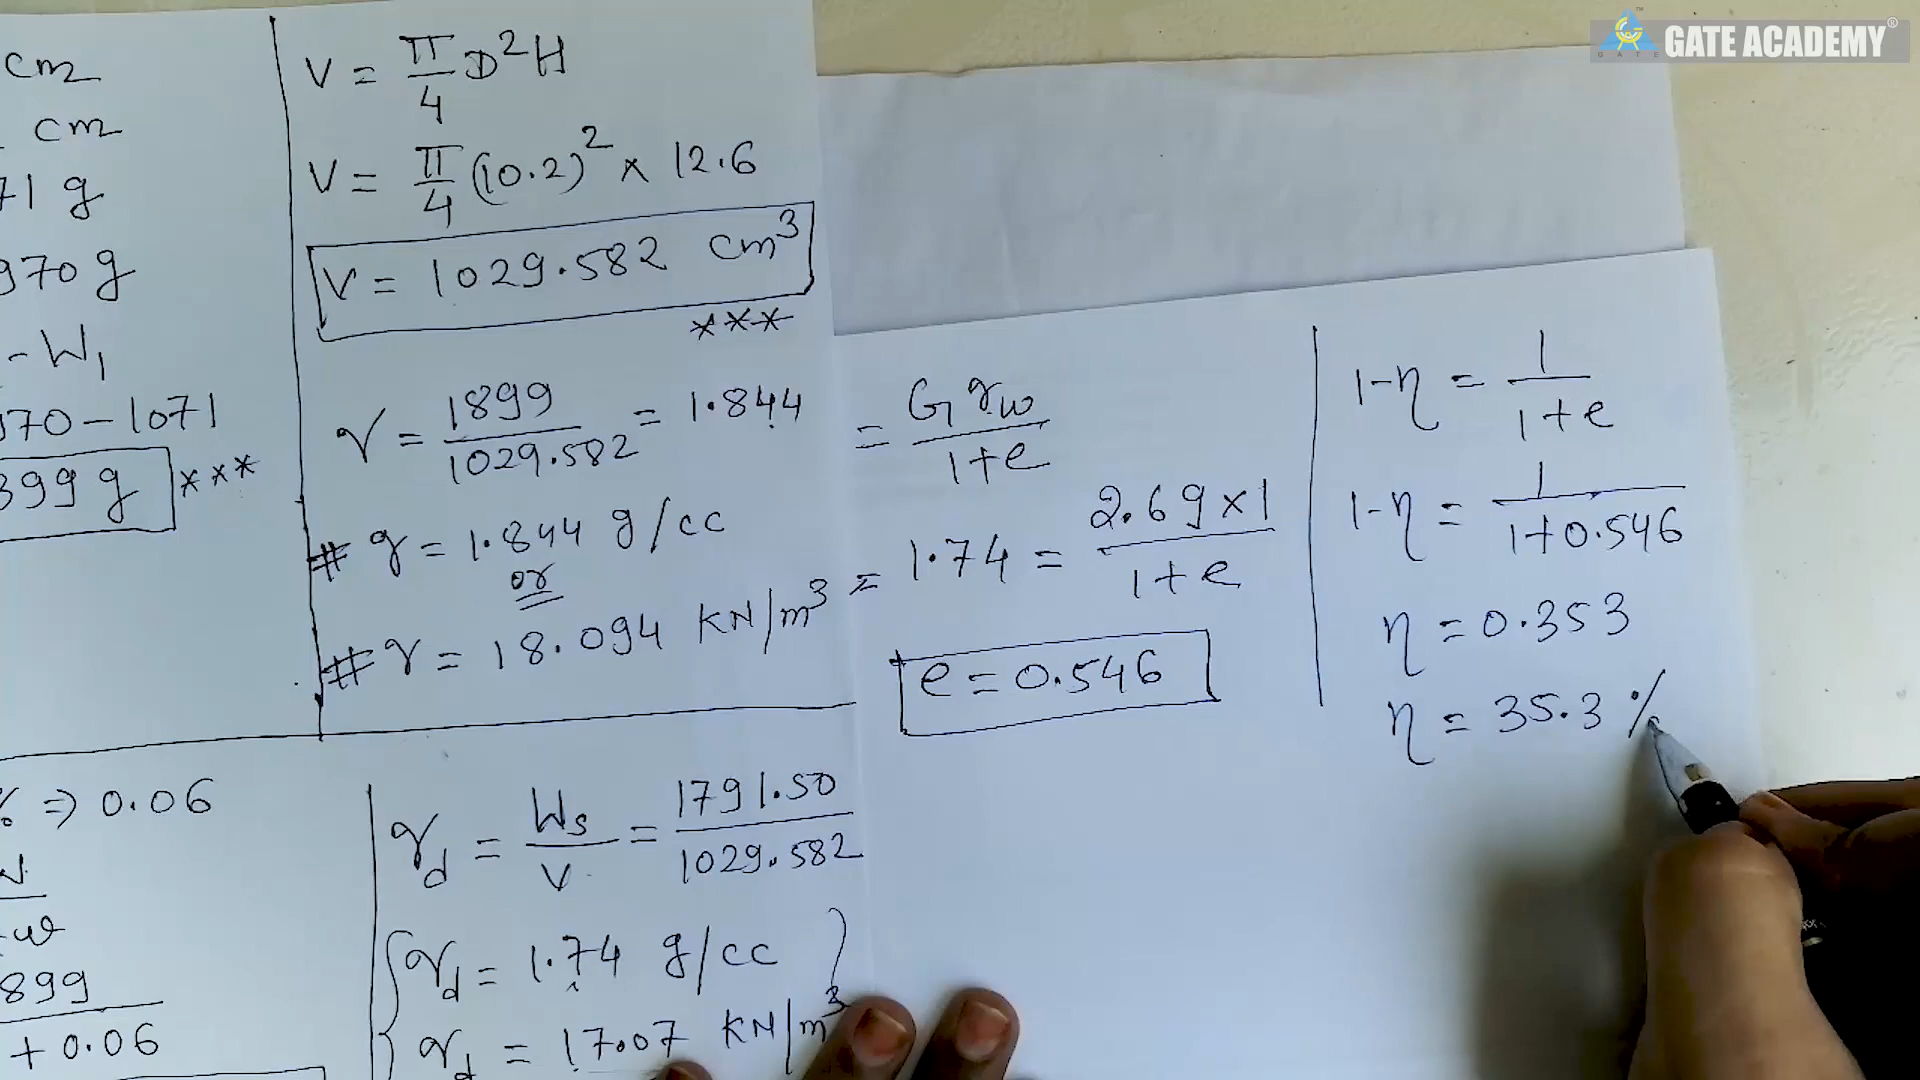 cm
cm
71 g
970 g
- W₁
970 - 1071
899 g ***
V = π/4 D²H
V = π/4 (10.2)² × 12.6
V = 1029.582 cm³
***
γ = 1899/1029.582 = 1.844
# γ = 1.844 g/cc
or
# γ = 18.094 KN/m³
% => 0.06
899
+ 0.06
γd = Ws/V = 1791.50/1029.582
γd = 1.74 g/cc
γd = 17.07 KN/m³
= Gγw/1+e
= 1.74 = 2.69×1/1+e
e = 0.546
1-η = 1/1+e
1-η = 1/1+0.546
η = 0.353
η = 35.3 %
GATE ACADEMY®